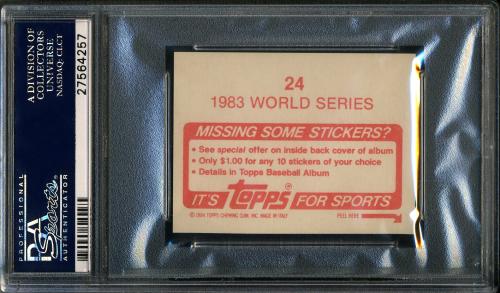 A DIVISION OF
COLLECTORS
UNIVERSE
NASDAQ: CLCT
27564257
PROFESSIONAL
PSA
Sports
AUTHENTICATOR
24
1983 WORLD SERIES
MISSING SOME STICKERS?
• See special offer on inside back cover of album
• Only $1.00 for any 10 stickers of your choice
• Details in Topps Baseball Album
IT'S Topps® FOR SPORTS
© 1984 TOPPS CHEWING GUM, INC. MADE IN ITALY
PEEL HERE